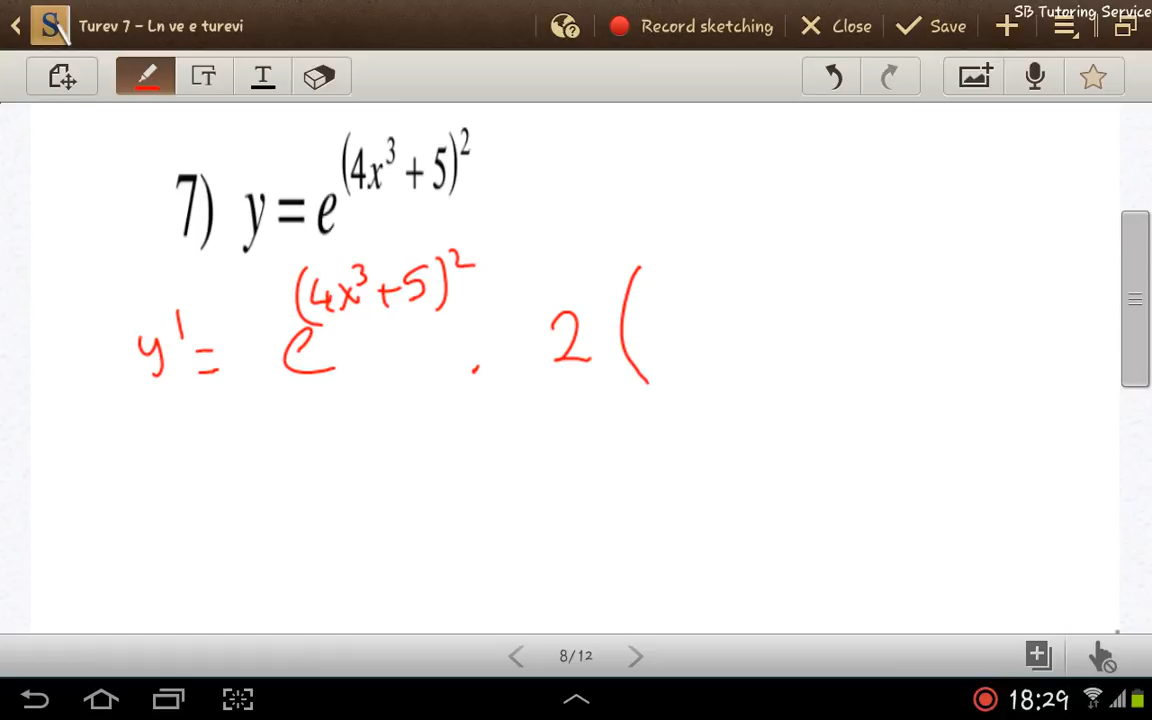 SB Tutoring Service
Turev 7 - Ln ve e turevi
Record sketching
Close
Save
7) y = e^(4x³ + 5)²
y' = e^(4x³+5)² . 2 (
8/12
18:29